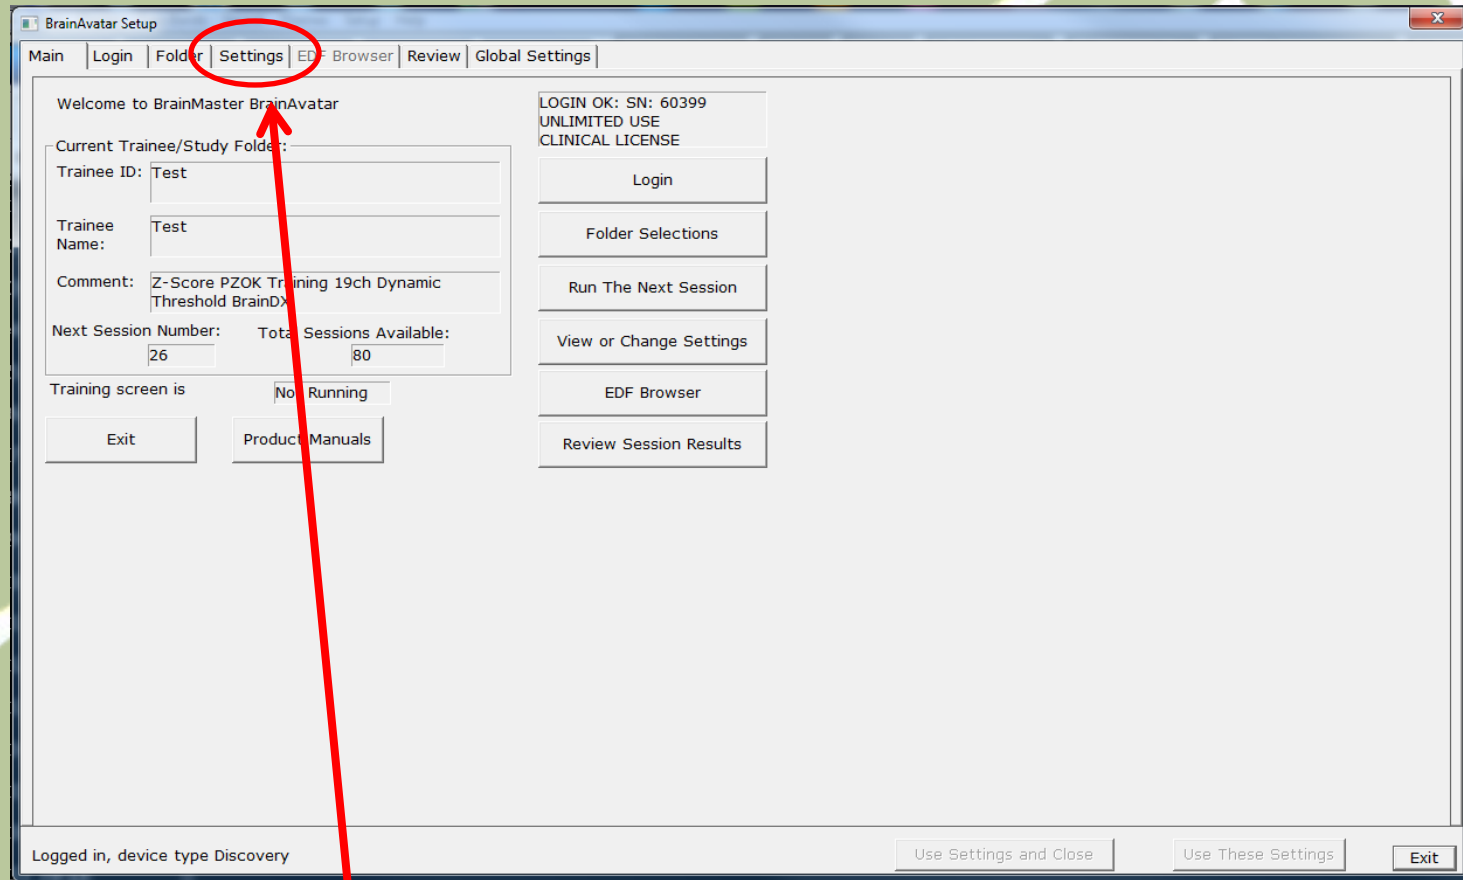 BrainAvatar Setup
Main Login Folder Settings EDF Browser Review Global Settings
Welcome to BrainMaster BrainAvatar
Current Trainee/Study Folder:
Trainee ID: Test
Trainee Name: Test
Comment: Z-Score PZOK Training 19ch Dynamic
Threshold BrainDX
Next Session Number: Total Sessions Available:
26 80
Training screen is Not Running
Exit Product Manuals
LOGIN OK: SN: 60399
UNLIMITED USE
CLINICAL LICENSE
Login
Folder Selections
Run The Next Session
View or Change Settings
EDF Browser
Review Session Results
Logged in, device type Discovery
Use Settings and Close Use These Settings Exit